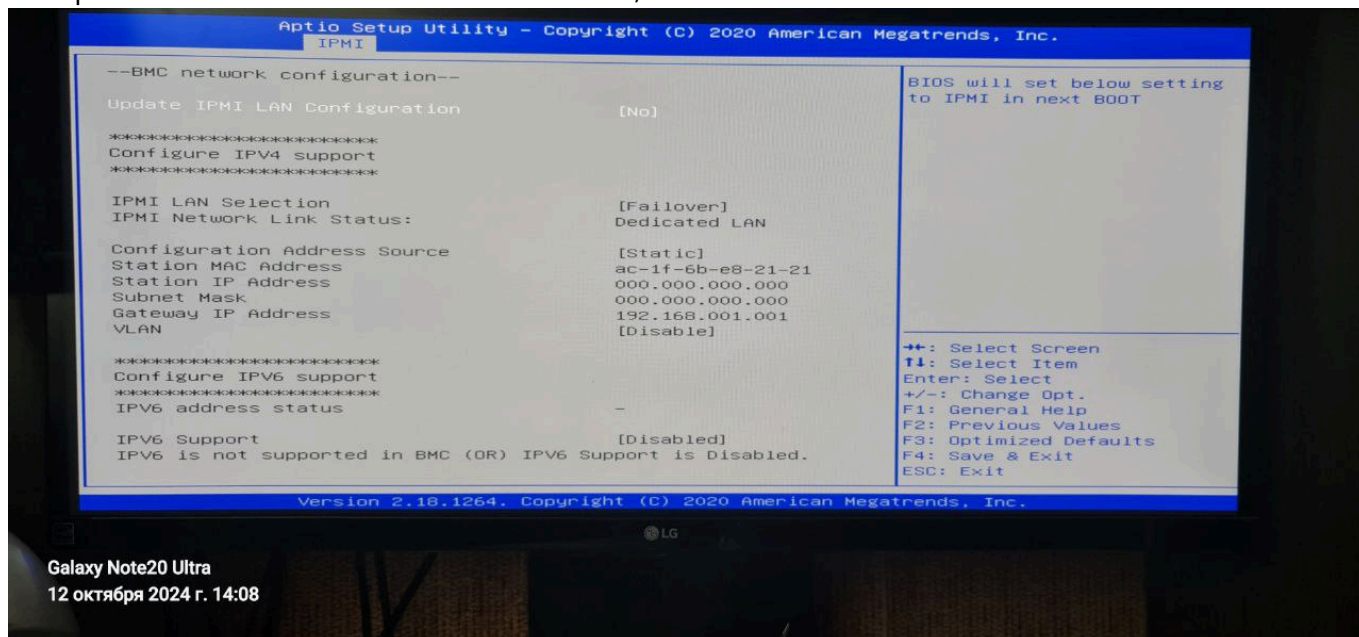 Aptio Setup Utility - Copyright (C) 2020 American Megatrends, Inc.
IPMI
--BMC network configuration--
Update IPMI LAN Configuration [No]
**************************
Configure IPV4 support
**************************
IPMI LAN Selection [Failover]
IPMI Network Link Status: Dedicated LAN
Configuration Address Source [Static]
Station MAC Address ac-1f-6b-e8-21-21
Station IP Address 000.000.000.000
Subnet Mask 000.000.000.000
Gateway IP Address 192.168.001.001
VLAN [Disable]
**************************
Configure IPV6 support
**************************
IPV6 address status -
IPV6 Support [Disabled]
IPV6 is not supported in BMC (OR) IPV6 Support is Disabled.
BIOS will set below setting
to IPMI in next BOOT
→←: Select Screen
↑↓: Select Item
Enter: Select
+/-: Change Opt.
F1: General Help
F2: Previous Values
F3: Optimized Defaults
F4: Save & Exit
ESC: Exit
Version 2.18.1264. Copyright (C) 2020 American Megatrends, Inc.
LG
Galaxy Note20 Ultra
12 октября 2024 г. 14:08